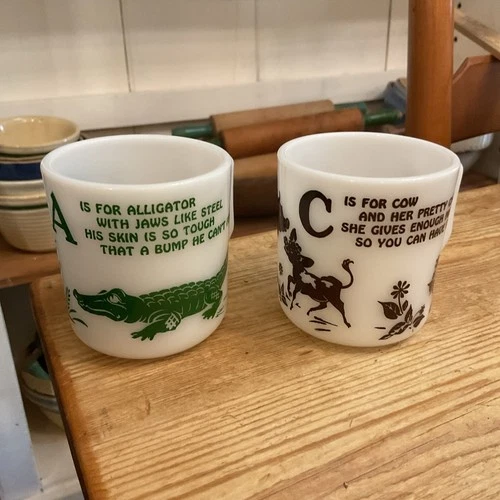 A IS FOR ALLIGATOR
WITH JAWS LIKE STEEL
HIS SKIN IS SO TOUGH
THAT A BUMP HE CAN'T
C IS FOR COW
AND HER PRETTY
SHE GIVES ENOUGH
SO YOU CAN HAVE